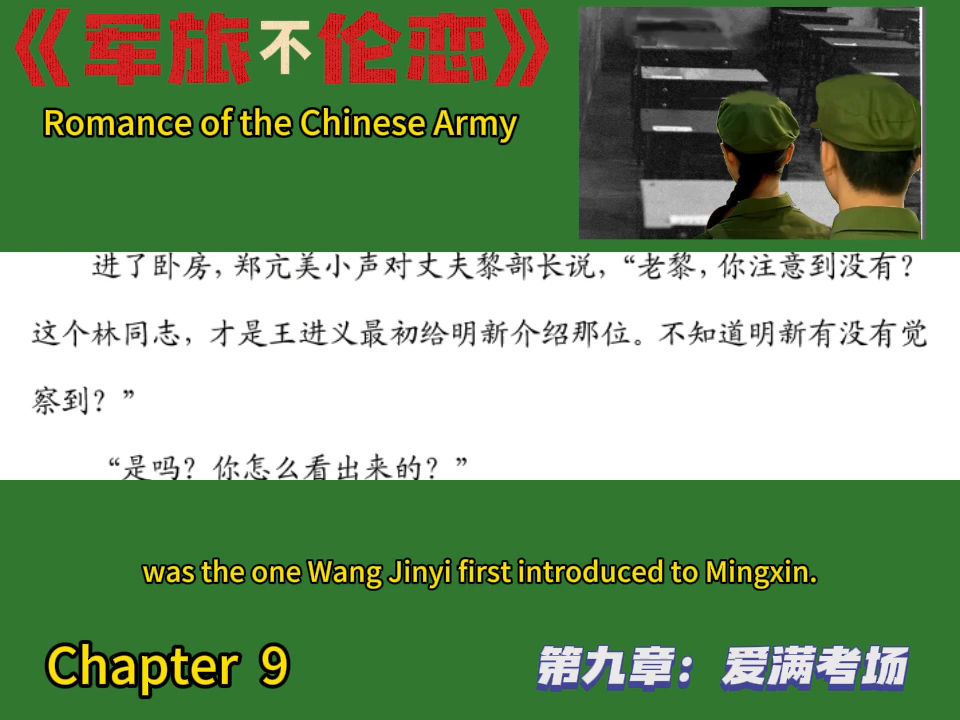 《军旅不伦恋》
Romance of the Chinese Army
进了卧房，郑亢美小声对丈夫黎部长说，“老黎，你注意到没有？
这个林同志，才是王进义最初给明新介绍那位。不知道明新有没有觉
察到？”
“是吗？你怎么看出来的？”
was the one Wang Jinyi first introduced to Mingxin.
Chapter 9
第九章：爱满考场